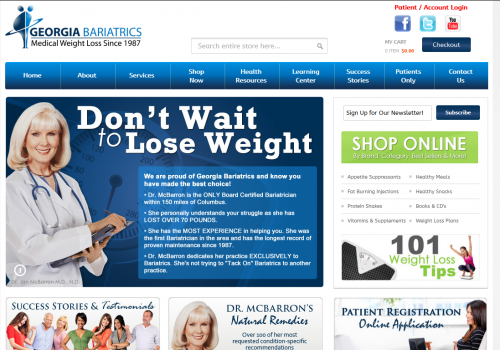 Patient / Account Login
GEORGIA BARIATRICS
Medical Weight Loss Since 1987
Search entire store here...
MY CART
0 ITEM $0.00
Checkout
Home
About
Services
Shop Now
Health Resources
Learning Center
Success Stories
Patients Only
Contact Us
Don't Wait
to Lose Weight
We are proud of Georgia Bariatrics and know you
have made the best choice!
• Dr. McBarron is the ONLY Board Certified Bariatrician
within 150 miles of Columbus.
• She personally understands your struggle as she has
LOST OVER 70 POUNDS.
• She has the MOST EXPERIENCE in helping you. She was
the first Bariatrician in the area and has the longest record of
proven maintenance since 1987.
• Dr. McBarron dedicates her practice EXCLUSIVELY to
Bariatrics. She's not trying to "Tack On" Bariatrics to another
practice.
Dr. Jan McBarron M.D., N.D.
Sign Up for Our Newsletter!
Subscribe
SHOP ONLINE
By Brand, Category, Best Sellers & More!
Appetite Suppressants
Healthy Meals
Fat Burning Injections
Healthy Snacks
Protein Shakes
Books & CD's
Vitamins & Supplements
Weight Loss Plans
101
Weight Loss
Tips
SUCCESS STORIES & Testimonials
DR. MCBARRON'S
Natural Remedies
Over 100 of her most
requested condition-specific
recommendations
PATIENT REGISTRATION
Online Application